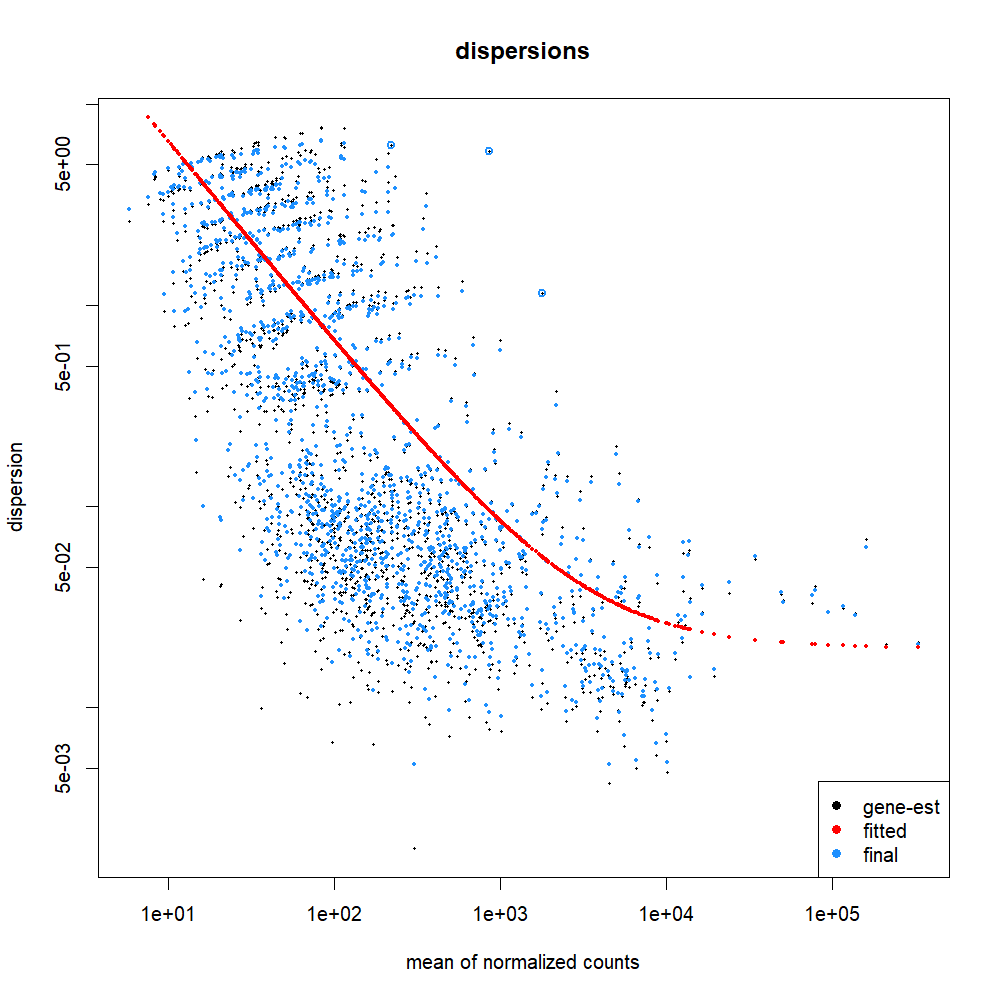 dispersions
dispersion
5e+00
5e-01
5e-02
5e-03
1e+01 1e+02 1e+03 1e+04 1e+05
mean of normalized counts
gene-est
fitted
final